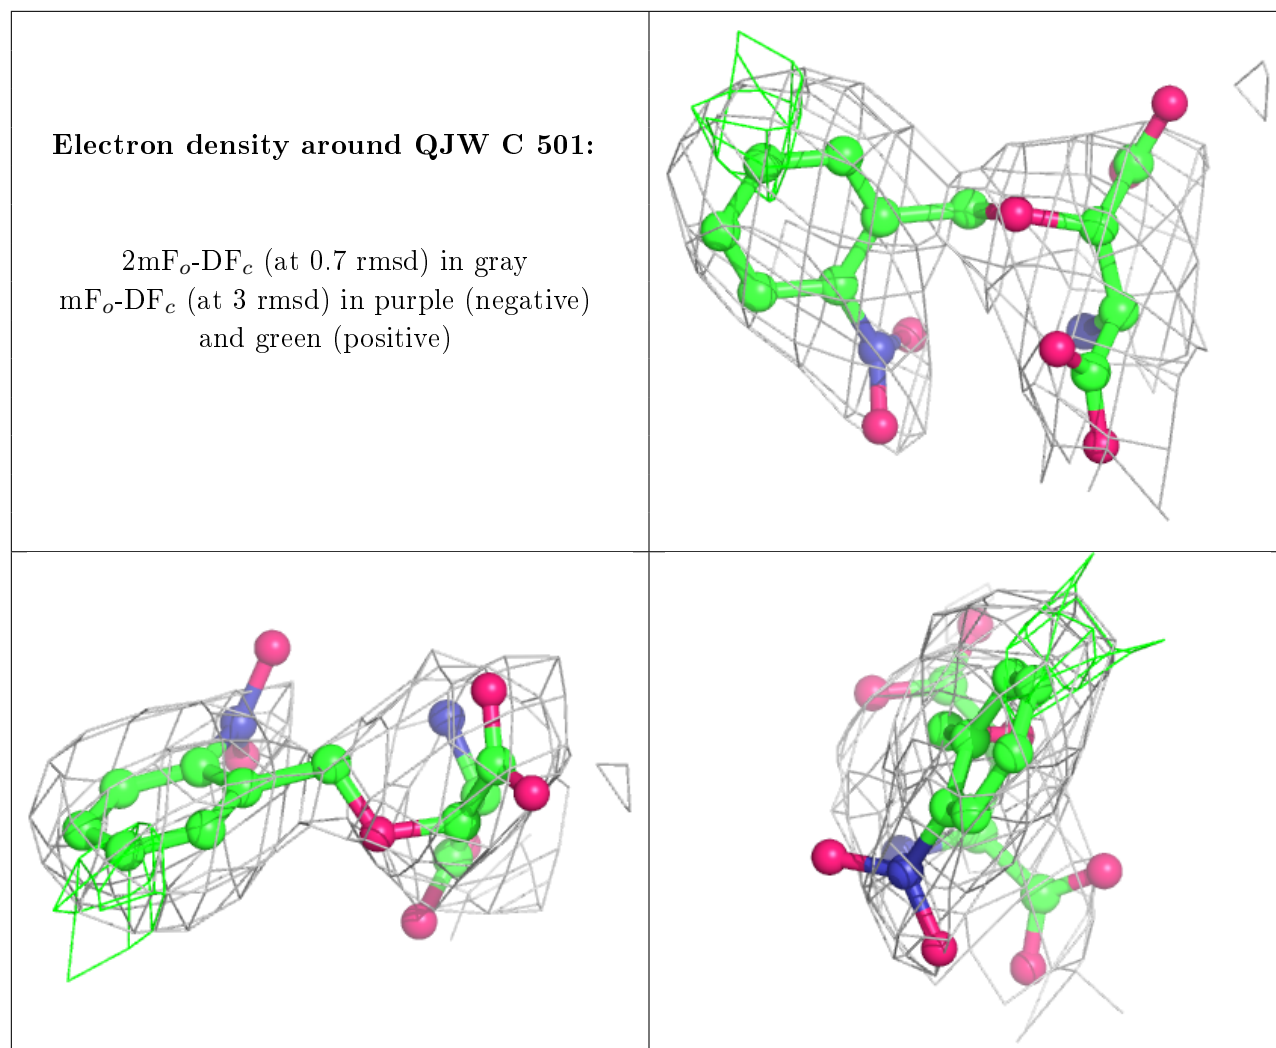 Electron density around QJW C 501:
2mFo-DFc (at 0.7 rmsd) in gray
mFo-DFc (at 3 rmsd) in purple (negative)
and green (positive)